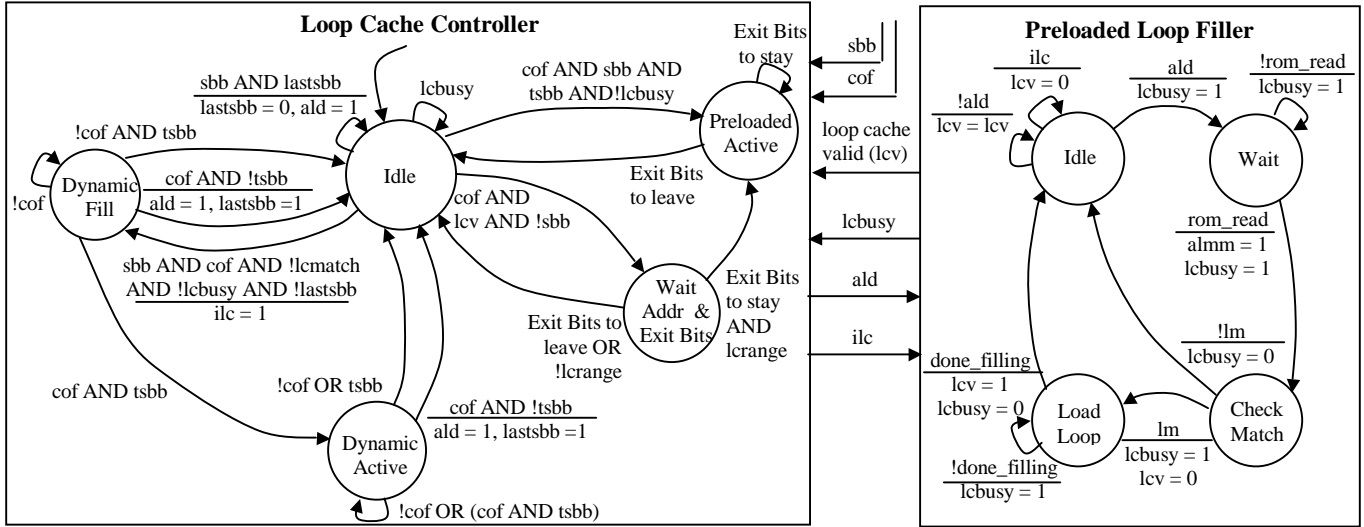 Loop Cache Controller
sbb AND lastsbb
lastsbb = 0, ald = 1
lcbusy
cof AND sbb AND
tsbb AND!lcbusy
Exit Bits
to stay
Preloaded
Active
!cof AND tsbb
Dynamic
Fill
!cof
cof AND !tsbb
ald = 1, lastsbb =1
Idle
Exit Bits
to leave
cof AND
lcv AND !sbb
sbb AND cof AND !lcmatch
AND !lcbusy AND !lastsbb
ilc = 1
Wait
Addr &
Exit Bits
Exit Bits
to stay
AND
lcrange
Exit Bits to
leave OR
!lcrange
cof AND tsbb
!cof OR tsbb
cof AND !tsbb
ald = 1, lastsbb =1
Dynamic
Active
!cof OR (cof AND tsbb)
sbb
cof
loop cache
valid (lcv)
lcbusy
ald
ilc
Preloaded Loop Filler
ilc
lcv = 0
ald
lcbusy = 1
!rom_read
lcbusy = 1
!ald
lcv = lcv
Idle
Wait
rom_read
almm = 1
lcbusy = 1
!lm
lcbusy = 0
done_filling
lcv = 1
lcbusy = 0
Load
Loop
Check
Match
lm
lcbusy = 1
lcv = 0
!done_filling
lcbusy = 1